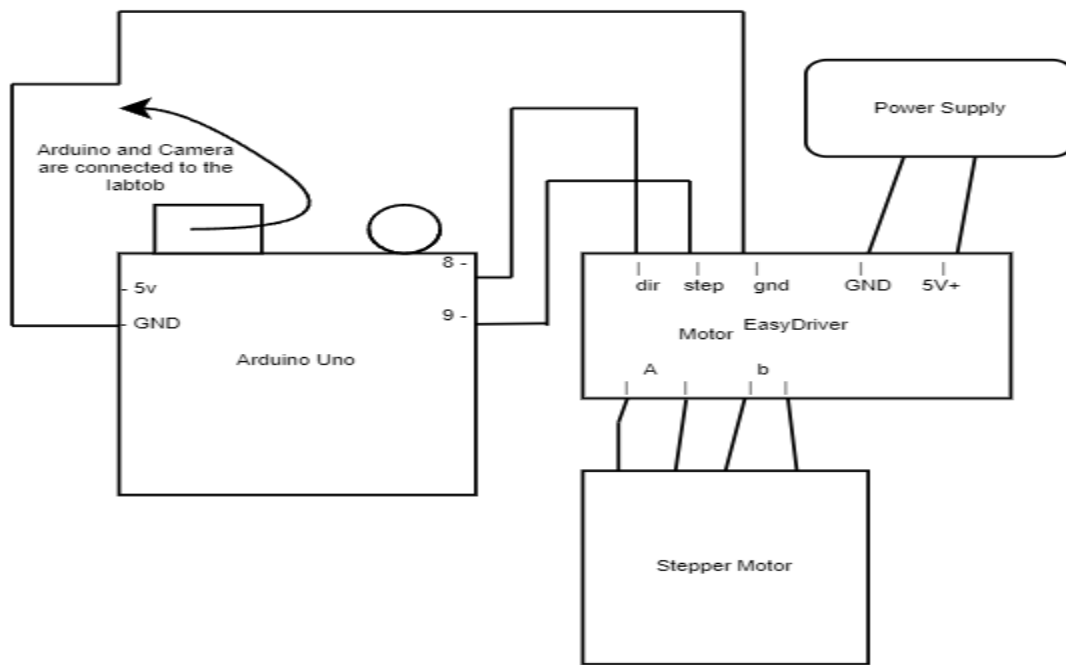 Power Supply
Arduino and Camera
are connected to the
labtob
8 -
- 5v
dir step gnd GND 5V+
- GND
9 -
Motor EasyDriver
Arduino Uno
A b
Stepper Motor